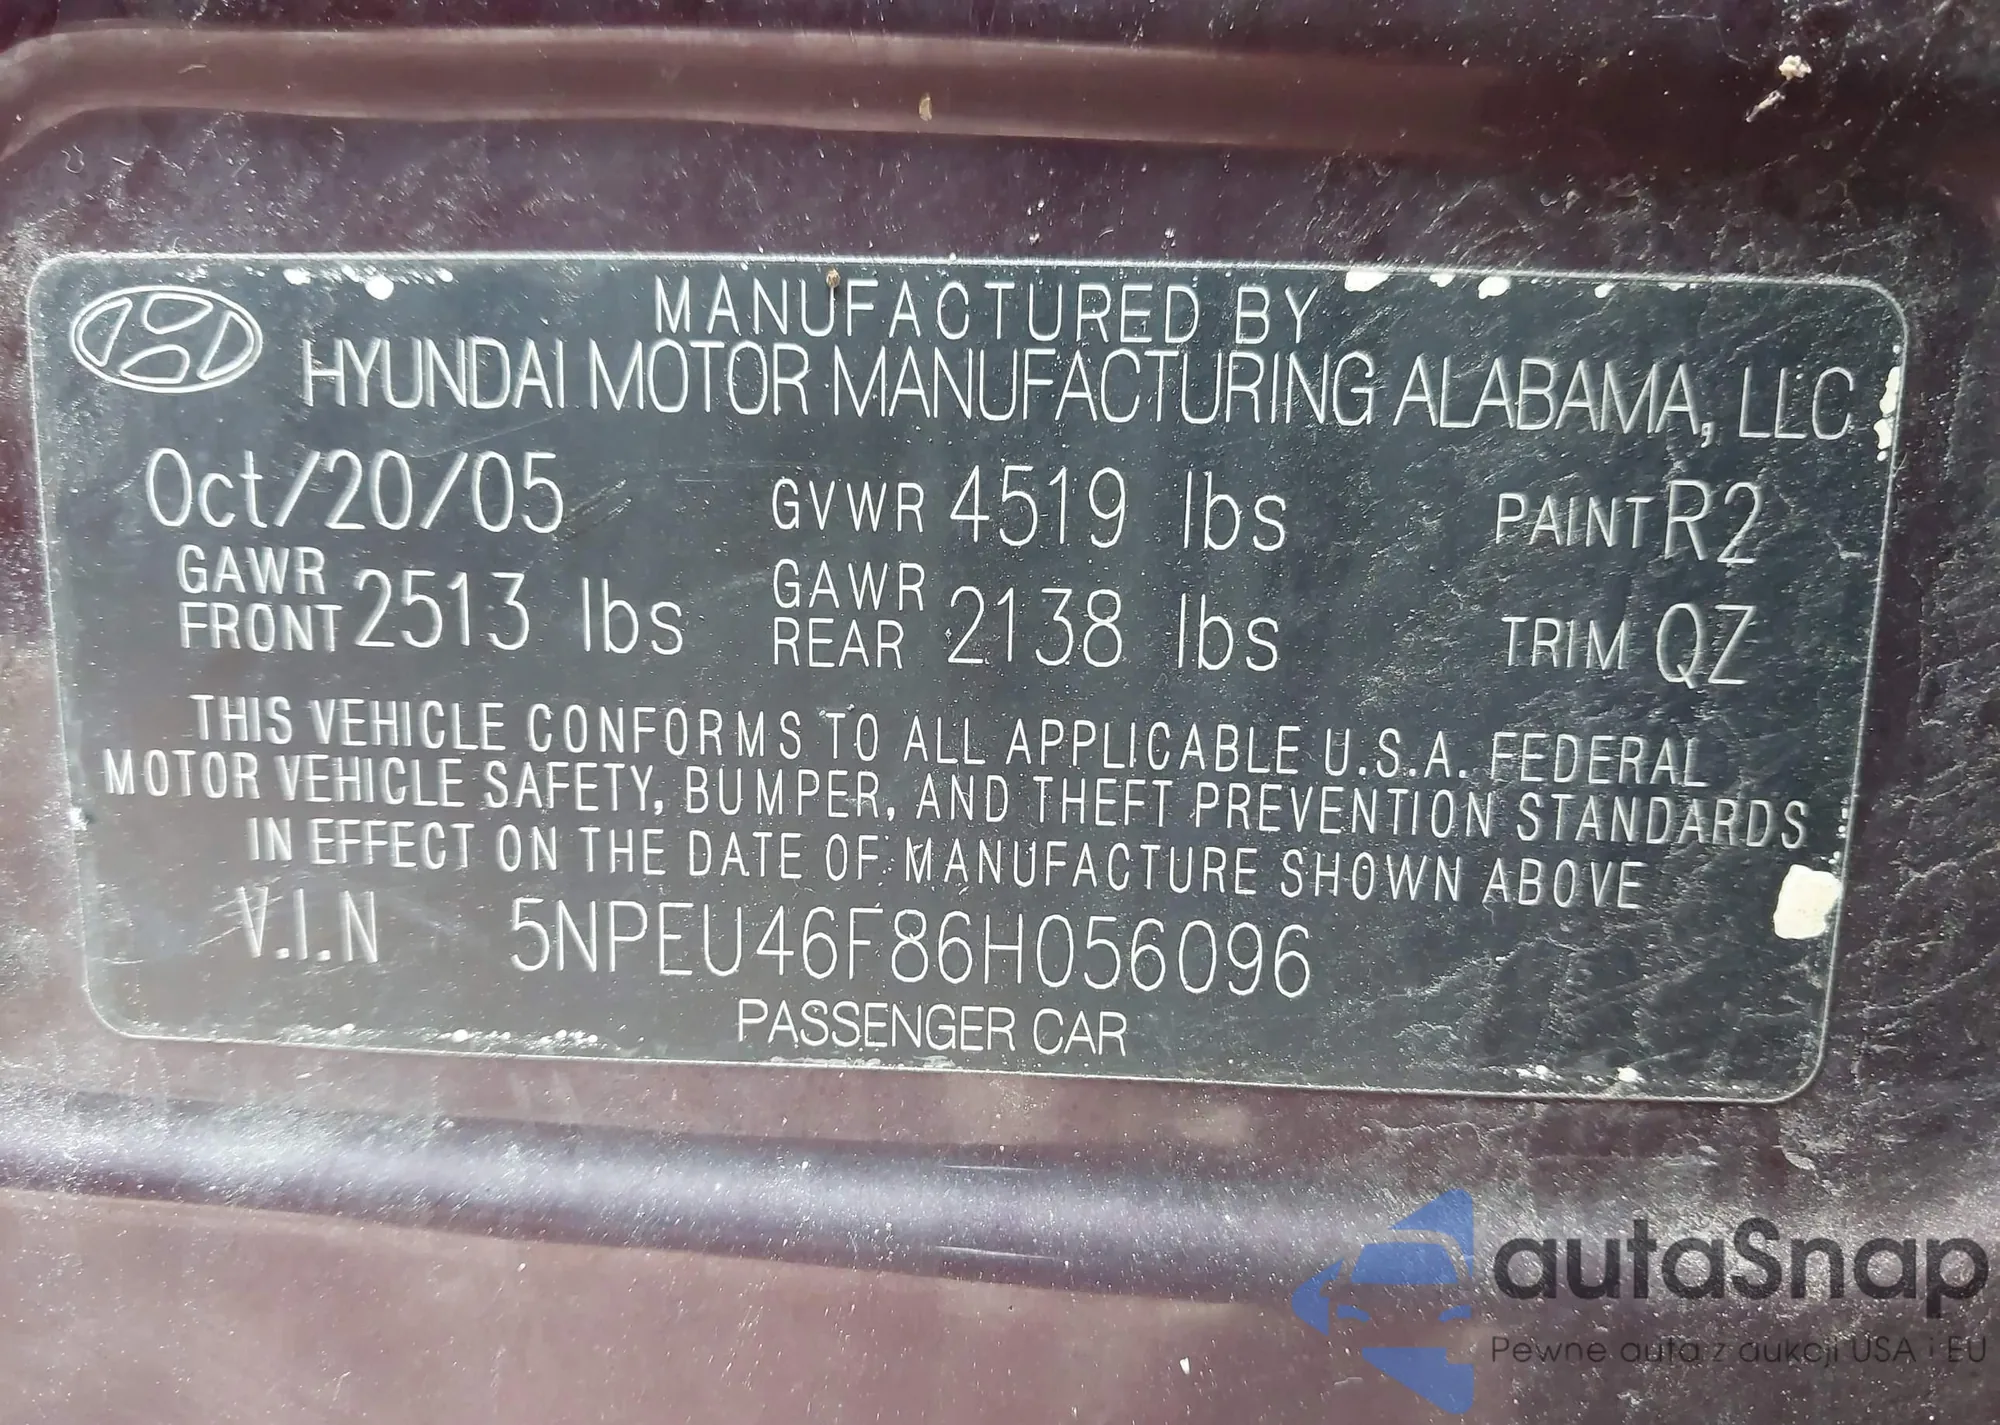 MANUFACTURED BY
HYUNDAI MOTOR MANUFACTURING ALABAMA, LLC
Oct/20/05 GVWR 4519 lbs PAINT R2
GAWR FRONT 2513 lbs GAWR REAR 2138 lbs TRIM QZ
THIS VEHICLE CONFORMS TO ALL APPLICABLE U.S.A. FEDERAL
MOTOR VEHICLE SAFETY, BUMPER, AND THEFT PREVENTION STANDARDS
IN EFFECT ON THE DATE OF MANUFACTURE SHOWN ABOVE
V.I.N 5NPEU46F86H056096
PASSENGER CAR
autaSnap
Pewne auta z aukcji USA i EU